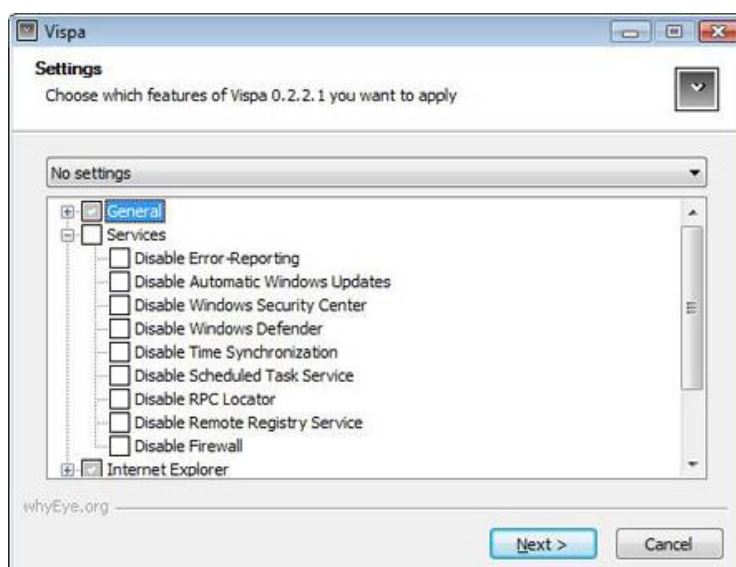 Vispa
Settings
Choose which features of Vispa 0.2.2.1 you want to apply
No settings
General
Services
Disable Error-Reporting
Disable Automatic Windows Updates
Disable Windows Security Center
Disable Windows Defender
Disable Time Synchronization
Disable Scheduled Task Service
Disable RPC Locator
Disable Remote Registry Service
Disable Firewall
Internet Explorer
whyEye.org
Next >
Cancel